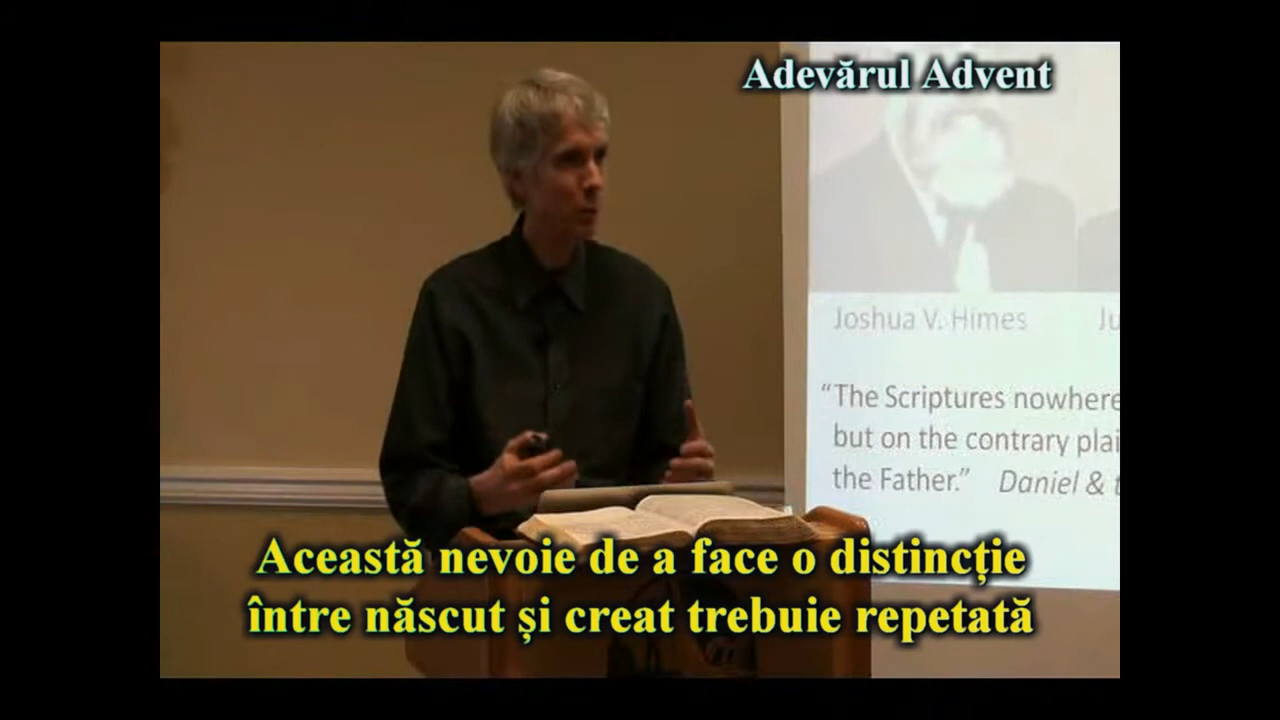 Adevărul Advent
Joshua V. Himes
“The Scriptures nowhere
but on the contrary plai
the Father.” Daniel &
Această nevoie de a face o distincție
între născut și creat trebuie repetată